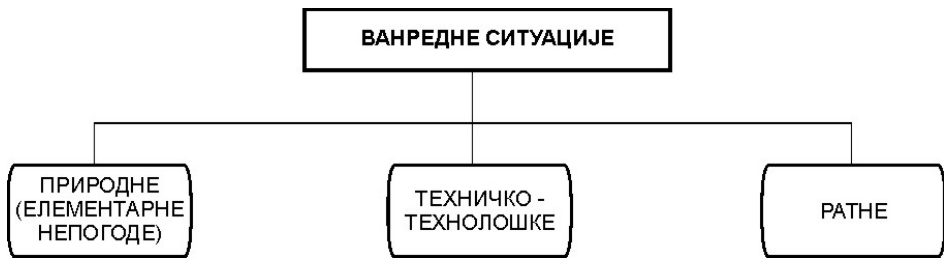 ВАНРЕДНЕ СИТУАЦИЈЕ
ПРИРОДНЕ
(ЕЛЕМЕНТАРНЕ
НЕПОГОДЕ)
ТЕХНИЧКО -
ТЕХНОЛОШКЕ
РАТНЕ